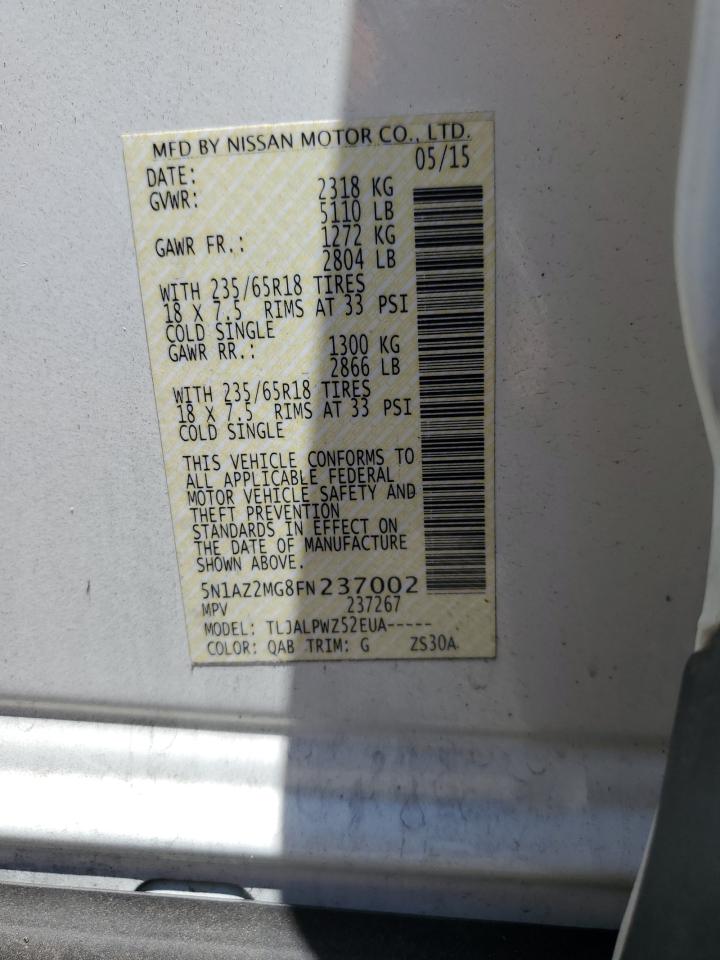 MFD BY NISSAN MOTOR CO., LTD.
DATE: 05/15
GVWR: 2318 KG
5110 LB
GAWR FR.: 1272 KG
2804 LB
WITH 235/65R18 TIRES
18 X 7.5 RIMS AT 33 PSI
COLD SINGLE
GAWR RR.: 1300 KG
2866 LB
WITH 235/65R18 TIRES
18 X 7.5 RIMS AT 33 PSI
COLD SINGLE
THIS VEHICLE CONFORMS TO
ALL APPLICABLE FEDERAL
MOTOR VEHICLE SAFETY AND
THEFT PREVENTION
STANDARDS IN EFFECT ON
THE DATE OF MANUFACTURE
SHOWN ABOVE.
5N1AZ2MG8FN237002
MPV 237267
MODEL: TLJALPWZ52EUA-----
COLOR: QAB TRIM: G ZS30A